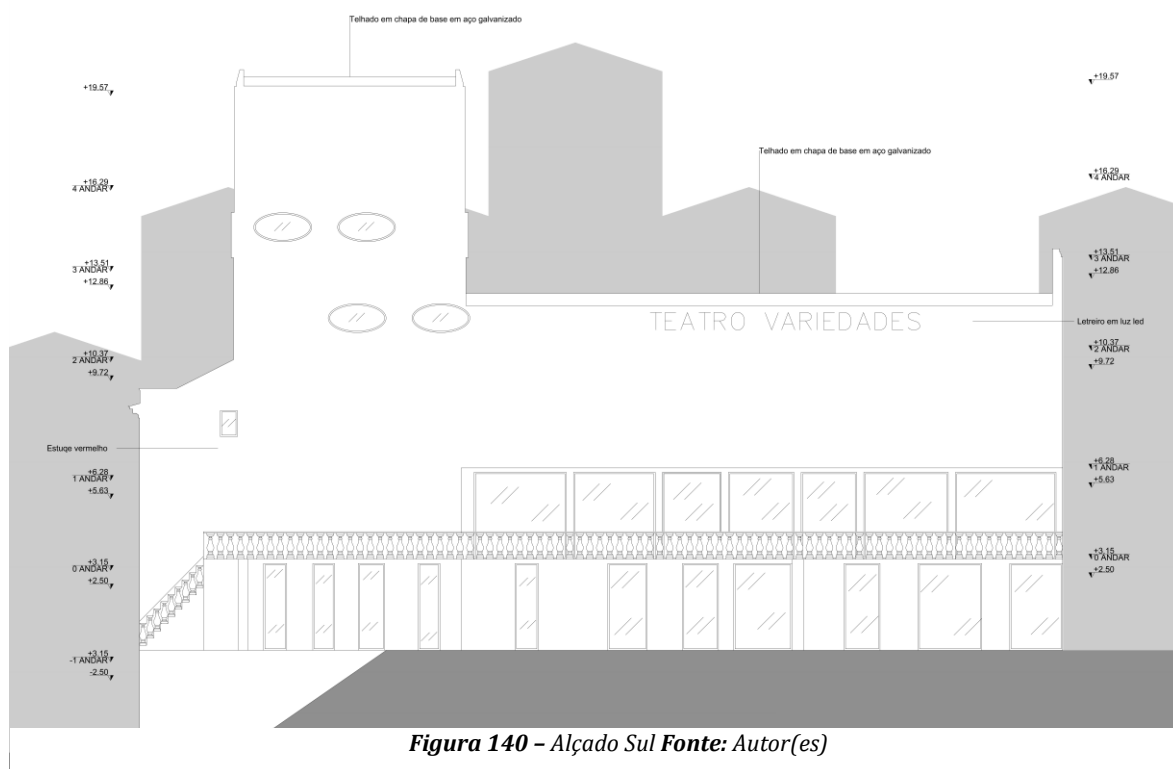 Telhado em chapa de base em aço galvanizado
+19.57
+19.57
Telhado em chapa de base em aço galvanizado
+16.29
4 ANDAR
+16.29
4 ANDAR
+13.51
3 ANDAR
+12.86
+13.51
3 ANDAR
+12.86
TEATRO VARIEDADES
Letreiro em luz led
+10.37
2 ANDAR
+9.72
+10.37
2 ANDAR
+9.72
Estuqe vermelho
+6.28
1 ANDAR
+5.63
+6.28
1 ANDAR
+5.63
+3.15
0 ANDAR
+2.50
+3.15
0 ANDAR
+2.50
+3.15
-1 ANDAR
-2.50
Figura 140 – Alçado Sul Fonte: Autor(es)